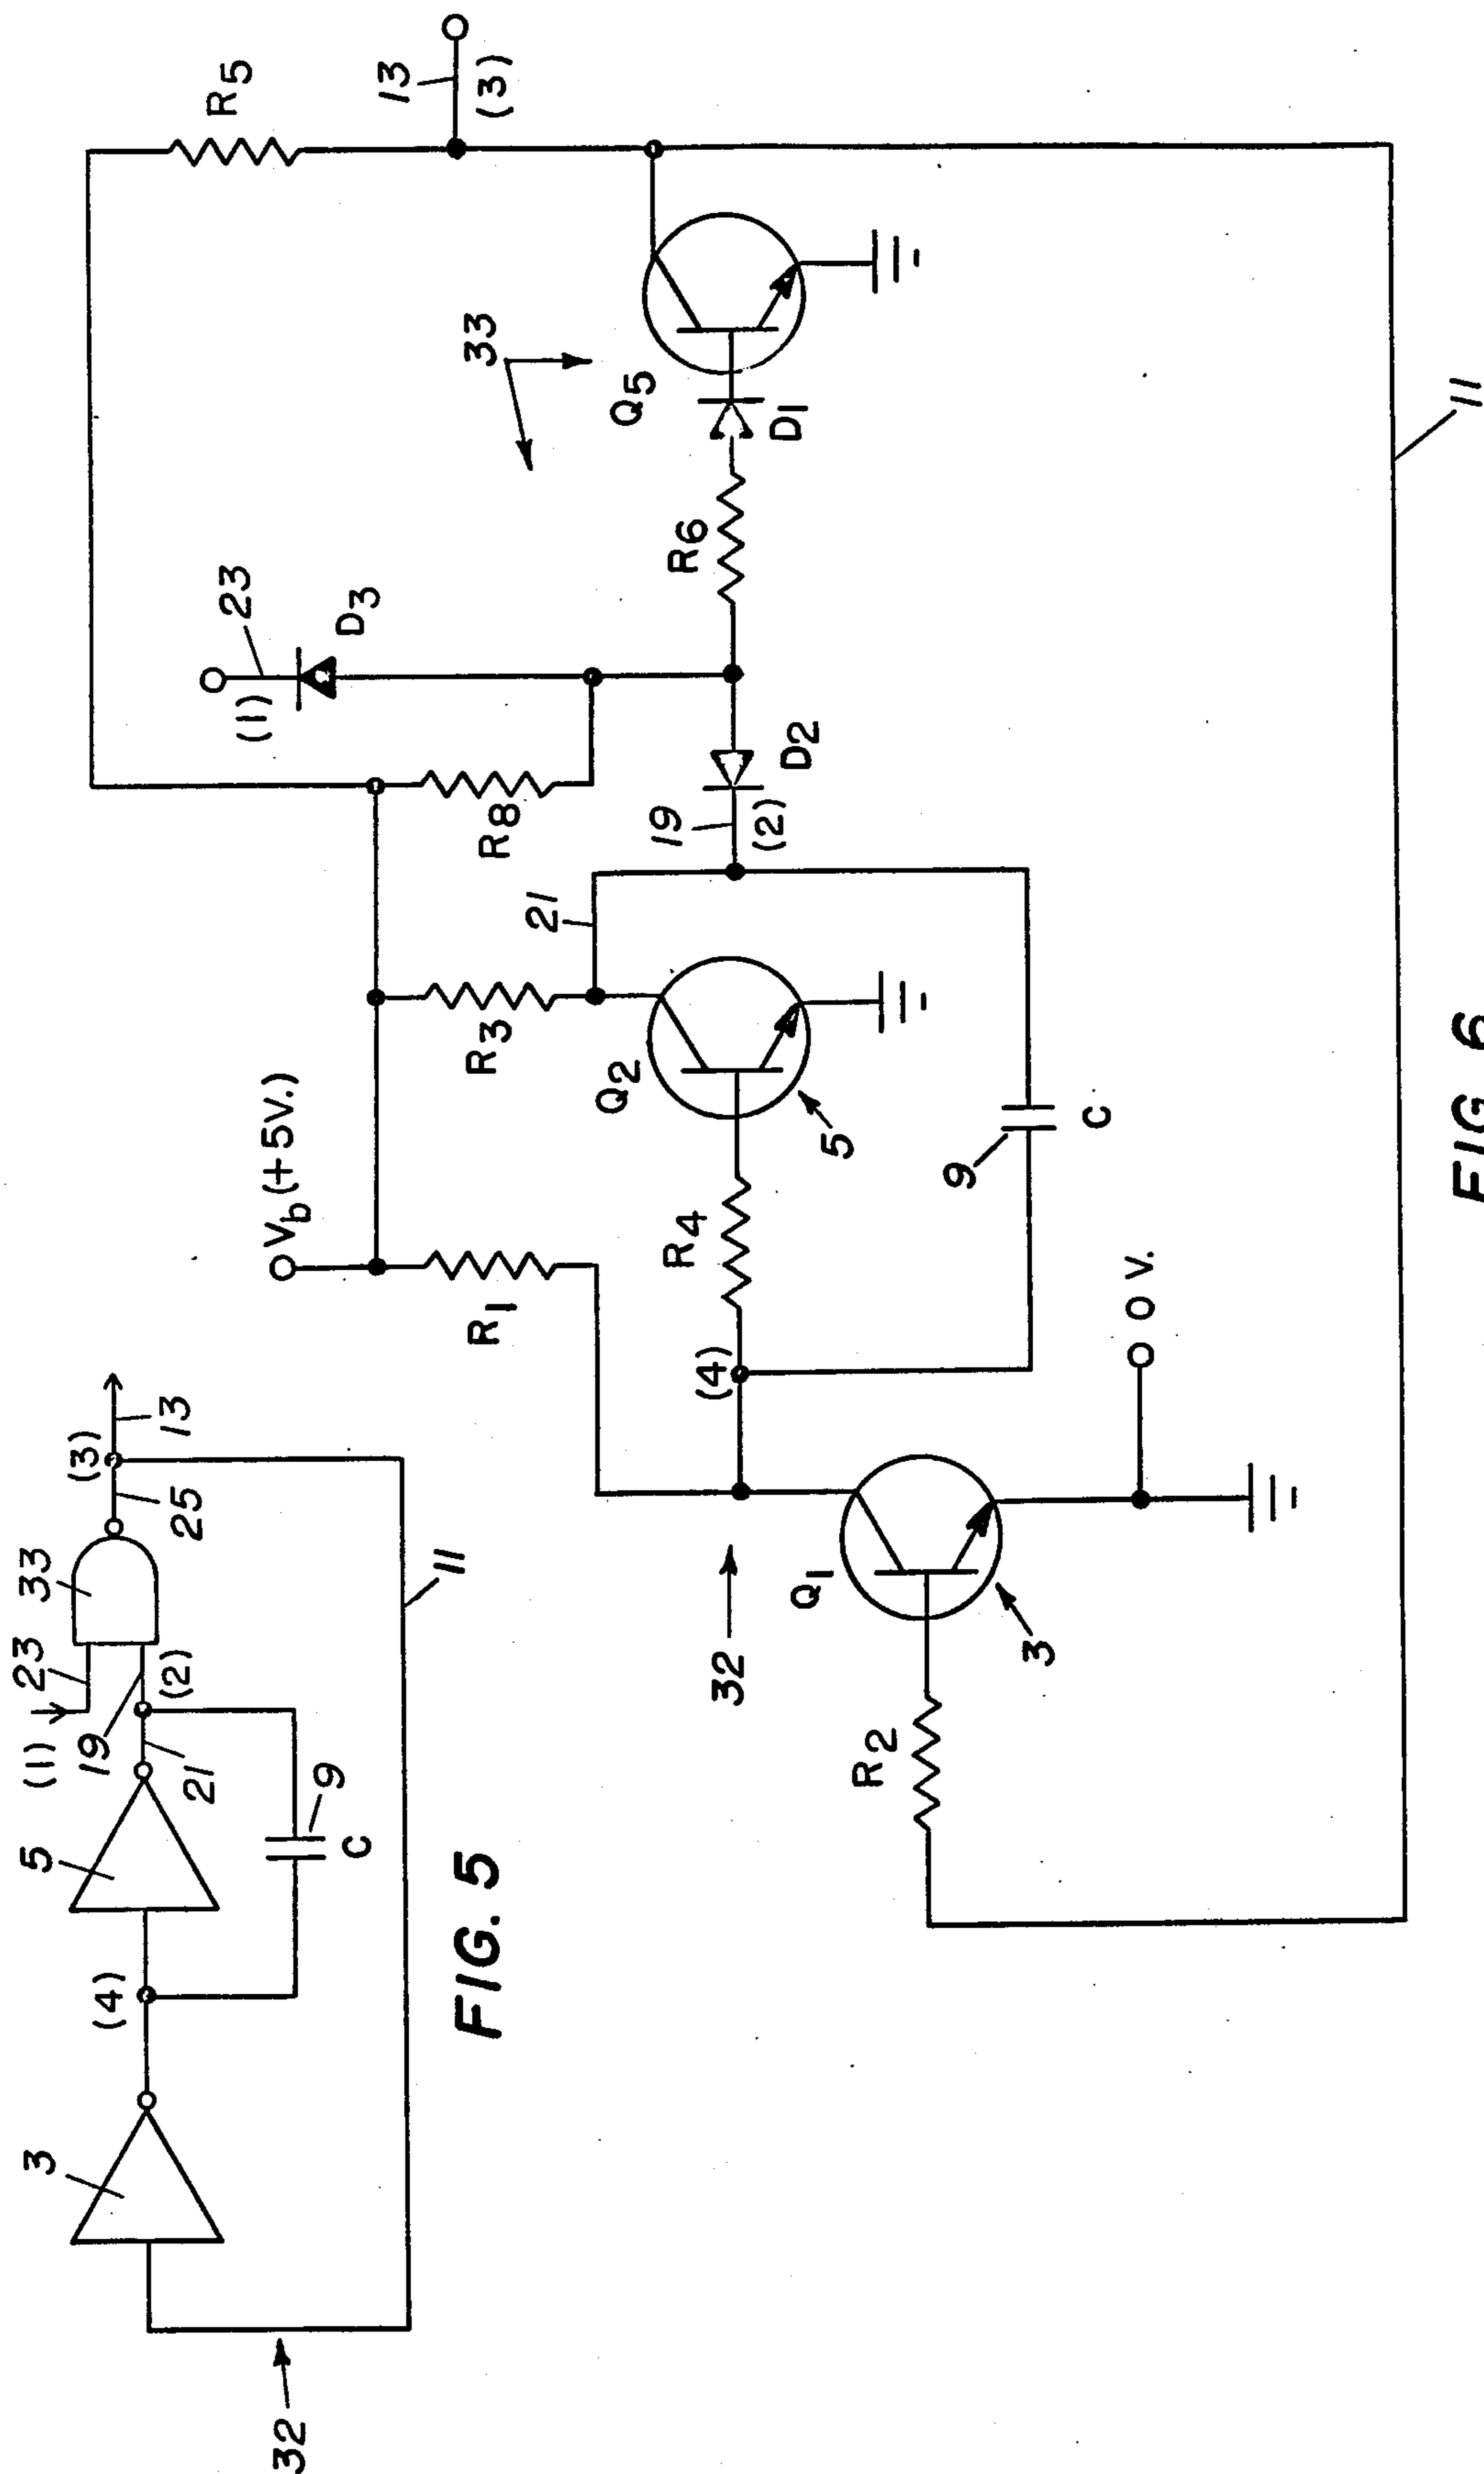 32
3
(4)
5
(1)
23
19
21
(2)
33
25
(3)
13
9
C
11
FIG. 5
32
Q1
3
R2
(4)
R1
Vb (+5V.)
R4
Q2
5
R3
21
9
C
0 V.
19
(2)
R8
D2
(1)
23
D3
R6
33
D1
Q5
R5
13
(3)
11
FIG. 6